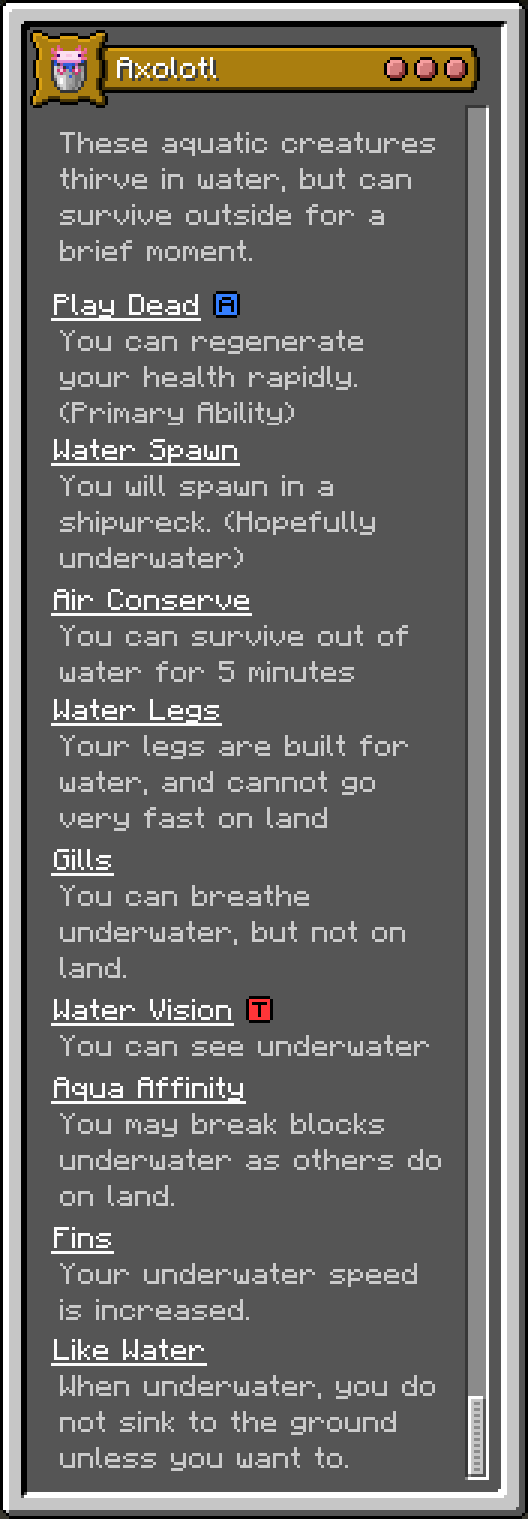 Axolotl
These aquatic creatures
thirve in water, but can
survive outside for a
brief moment.
Play Dead A
You can regenerate
your health rapidly.
(Primary Ability)
Water Spawn
You will spawn in a
shipwreck. (Hopefully
underwater)
Air Conserve
You can survive out of
water for 5 minutes
Water Legs
Your legs are built for
water, and cannot go
very fast on land
Gills
You can breathe
underwater, but not on
land.
Water Vision T
You can see underwater
Aqua Affinity
You may break blocks
underwater as others do
on land.
Fins
Your underwater speed
is increased.
Like Water
When underwater, you do
not sink to the ground
unless you want to.